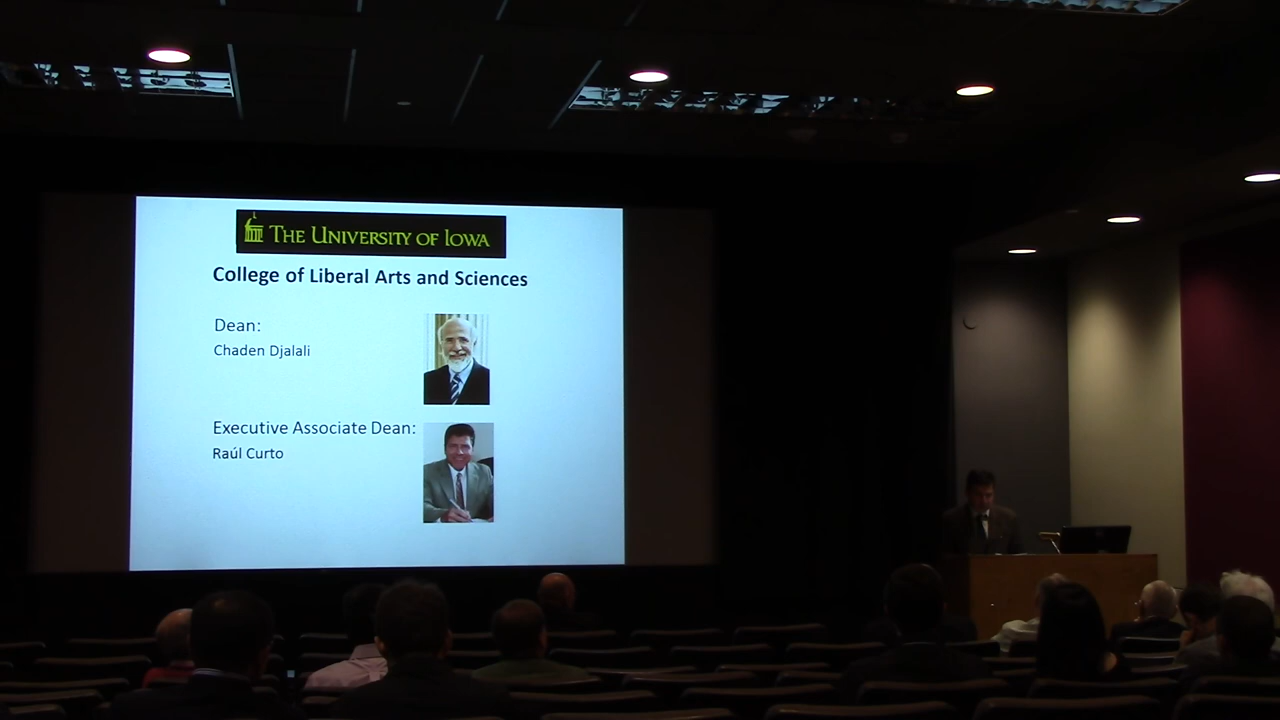 THE UNIVERSITY OF IOWA
College of Liberal Arts and Sciences
Dean:
Chaden Djalali
Executive Associate Dean:
Raúl Curto